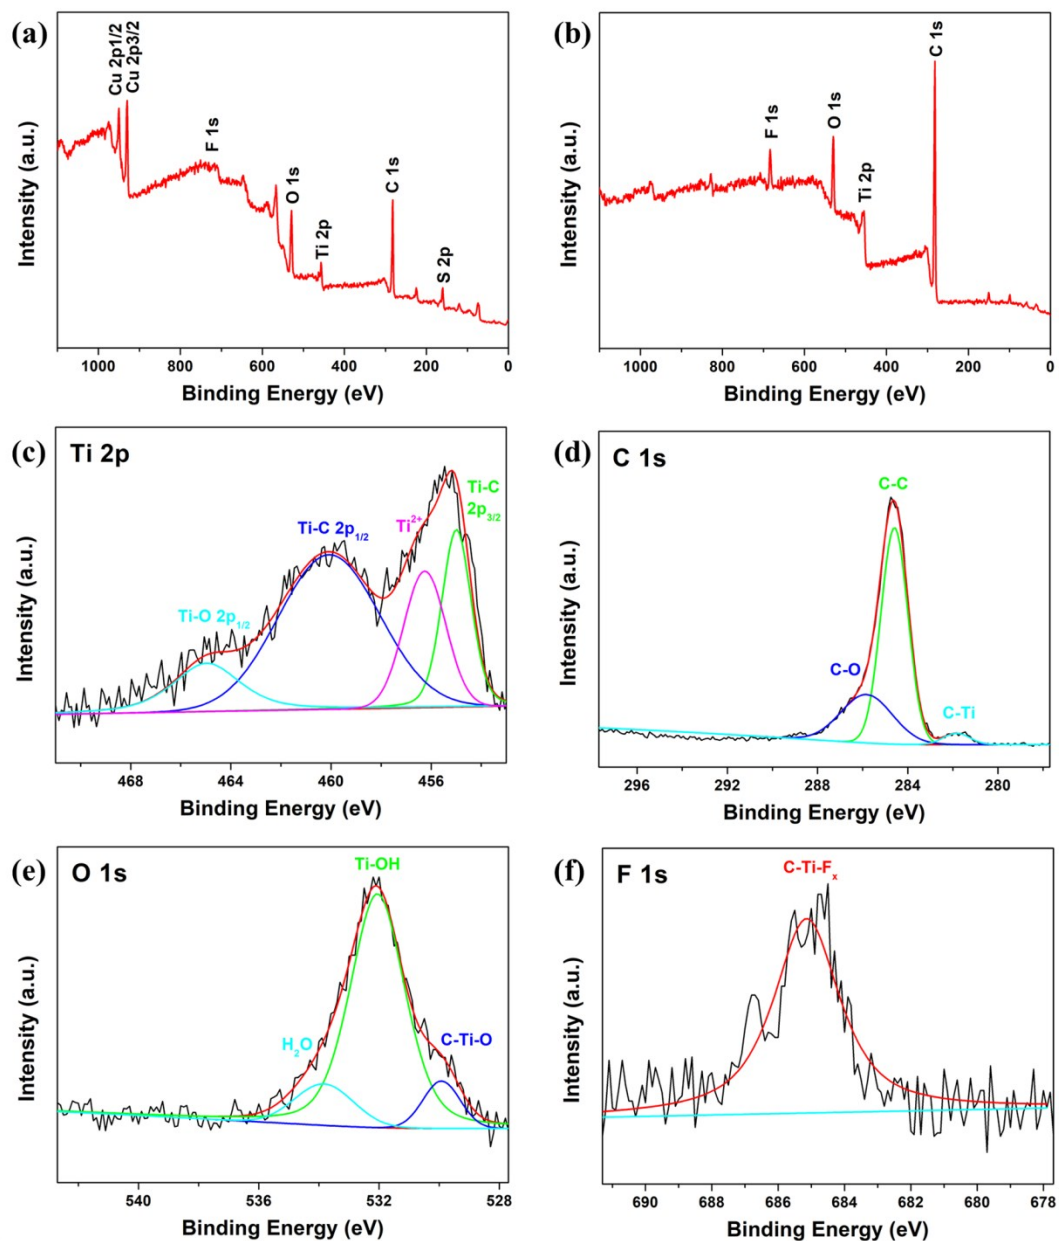 (a)
Cu 2p1/2
Cu 2p3/2
F 1s
O 1s
Ti 2p
C 1s
S 2p
Intensity (a.u.)
1000 800 600 400 200 0
Binding Energy (eV)
(b)
F 1s
O 1s
Ti 2p
C 1s
Intensity (a.u.)
1000 800 600 400 200 0
Binding Energy (eV)
(c)
Ti 2p
Ti-O 2p1/2
Ti-C 2p1/2
Ti2+
Ti-C
2p3/2
Intensity (a.u.)
468 464 460 456
Binding Energy (eV)
(d)
C 1s
C-C
C-O
C-Ti
Intensity (a.u.)
296 292 288 284 280
Binding Energy (eV)
(e)
O 1s
Ti-OH
H2O
C-Ti-O
Intensity (a.u.)
540 536 532 528
Binding Energy (eV)
(f)
F 1s
C-Ti-Fx
Intensity (a.u.)
690 688 686 684 682 680 678
Binding Energy (eV)